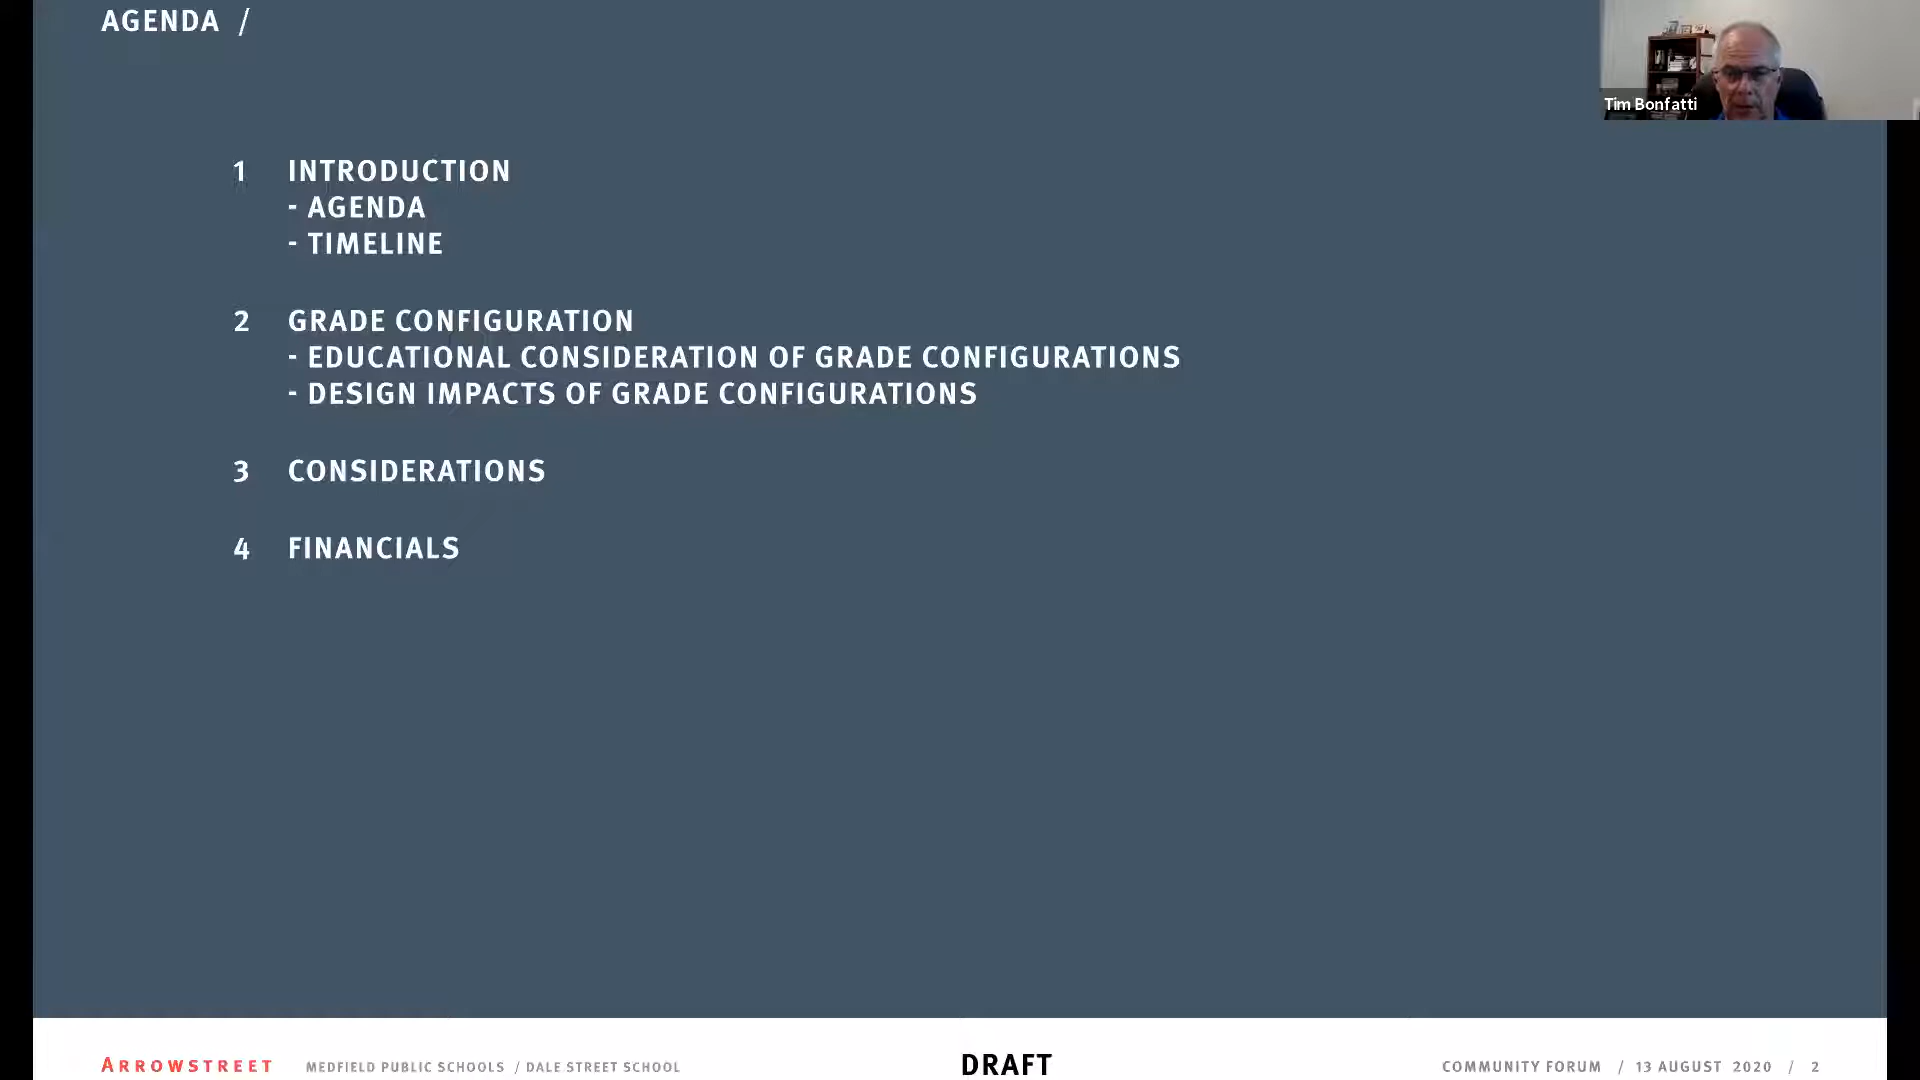 AGENDA /
Tim Bonfatti
1 INTRODUCTION
- AGENDA
- TIMELINE
2 GRADE CONFIGURATION
- EDUCATIONAL CONSIDERATION OF GRADE CONFIGURATIONS
- DESIGN IMPACTS OF GRADE CONFIGURATIONS
3 CONSIDERATIONS
4 FINANCIALS
ARROWSTREET MEDFIELD PUBLIC SCHOOLS / DALE STREET SCHOOL DRAFT COMMUNITY FORUM / 13 AUGUST 2020 / 2